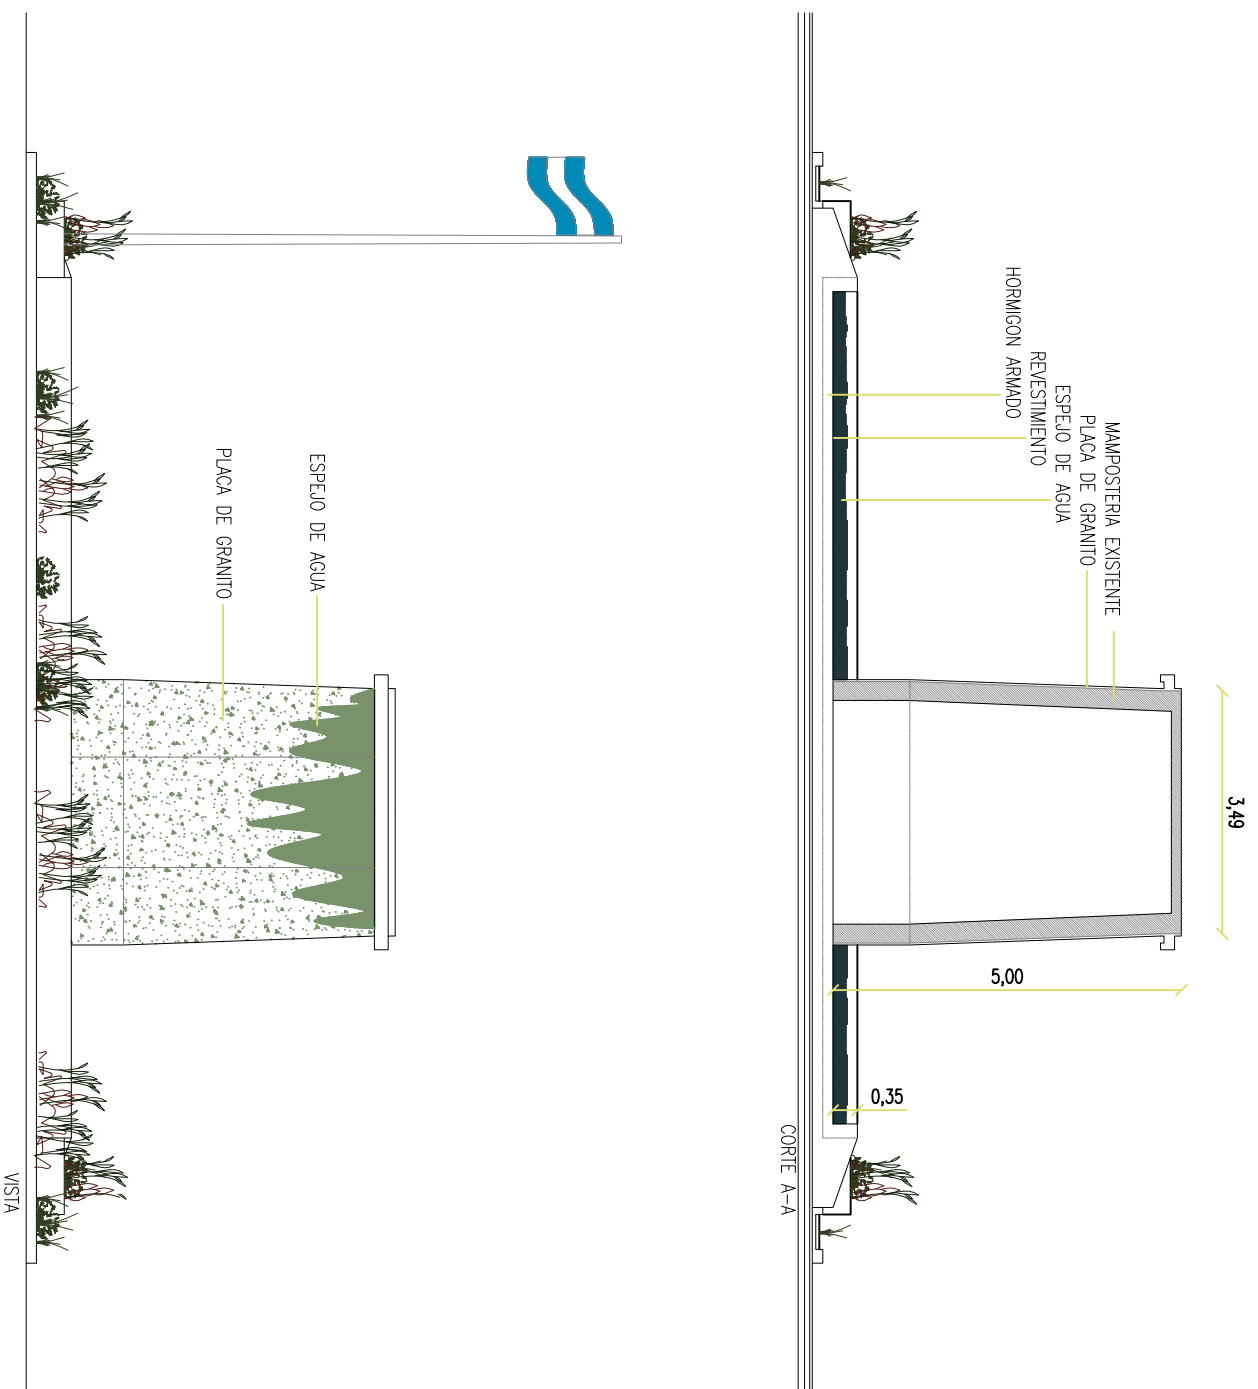 3,49
MAMPOSTERIA EXISTENTE
PLACA DE GRANITO
ESPEJO DE AGUA
REVESTIMIENTO
HORMIGON ARMADO
5,00
0,35
CORTE A-A
ESPEJO DE AGUA
PLACA DE GRANITO
VISTA